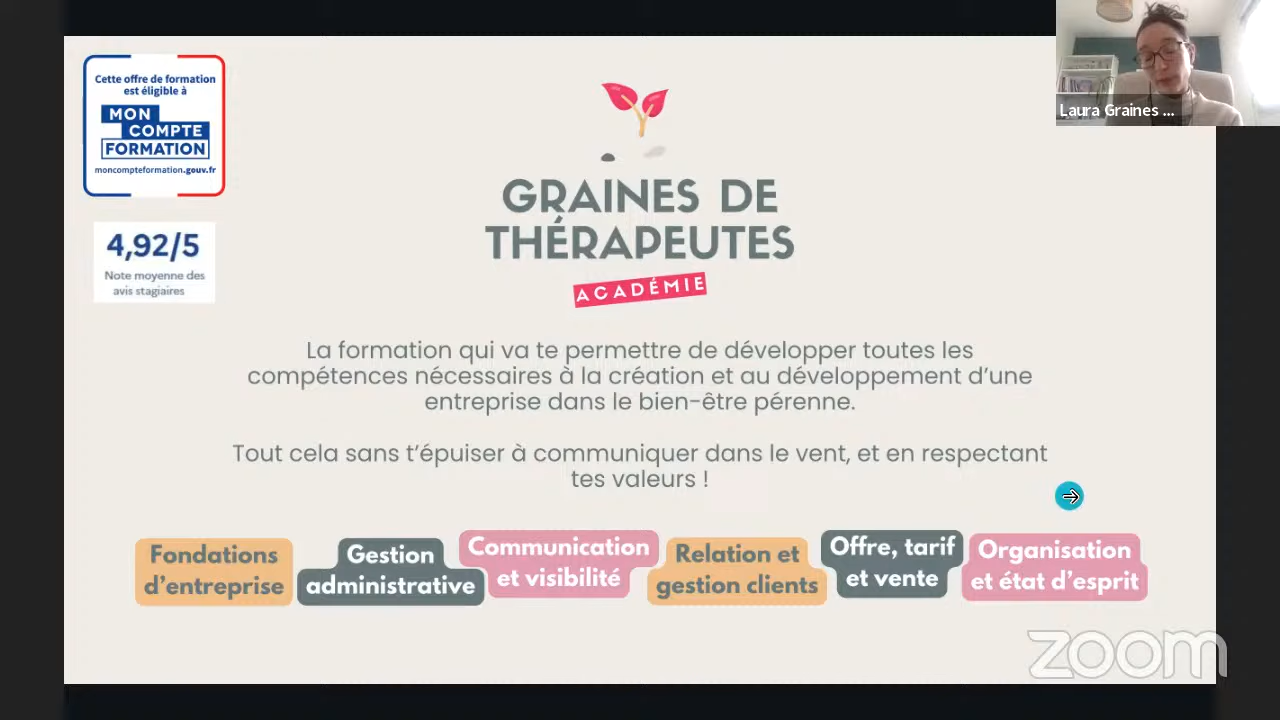 Cette offre de formation
est éligible à
MON
COMPTE
FORMATION
moncompteformation.gouv.fr
4,92/5
Note moyenne des
avis stagiaires
Laura Graines ...
GRAINES DE
THÉRAPEUTES
ACADÉMIE
La formation qui va te permettre de développer toutes les
compétences nécessaires à la création et au développement d'une
entreprise dans le bien-être pérenne.
Tout cela sans t'épuiser à communiquer dans le vent, et en respectant
tes valeurs !
Fondations
d'entreprise
Gestion
administrative
Communication
et visibilité
Relation et
gestion clients
Offre, tarif
et vente
Organisation
et état d'esprit
zoom